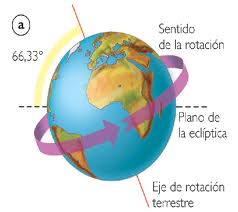 a
66,33°
Sentido
de la rotación
Plano de
la eclíptica
Eje de rotación
terrestre